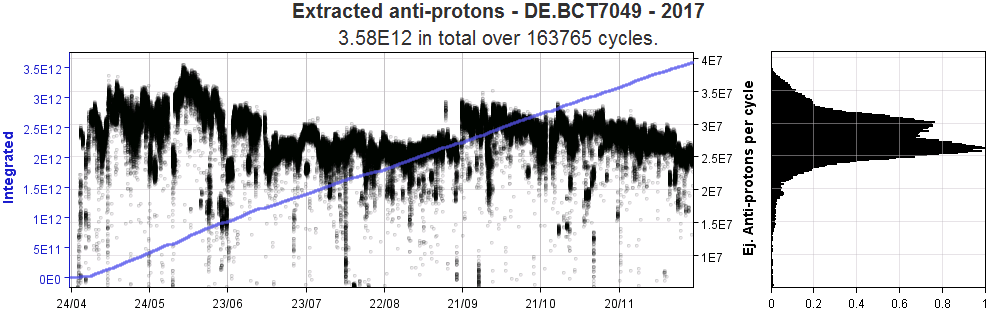 Extracted anti-protons - DE.BCT7049 - 2017
3.58E12 in total over 163765 cycles.
Integrated
3.5E12
3E12
2.5E12
2E12
1.5E12
1E12
5E11
0E0
4E7
3.5E7
3E7
2.5E7
2E7
1.5E7
1E7
24/04
24/05
23/06
23/07
22/08
21/09
21/10
20/11
Ej. Anti-protons per cycle
0
0.2
0.4
0.6
0.8
1